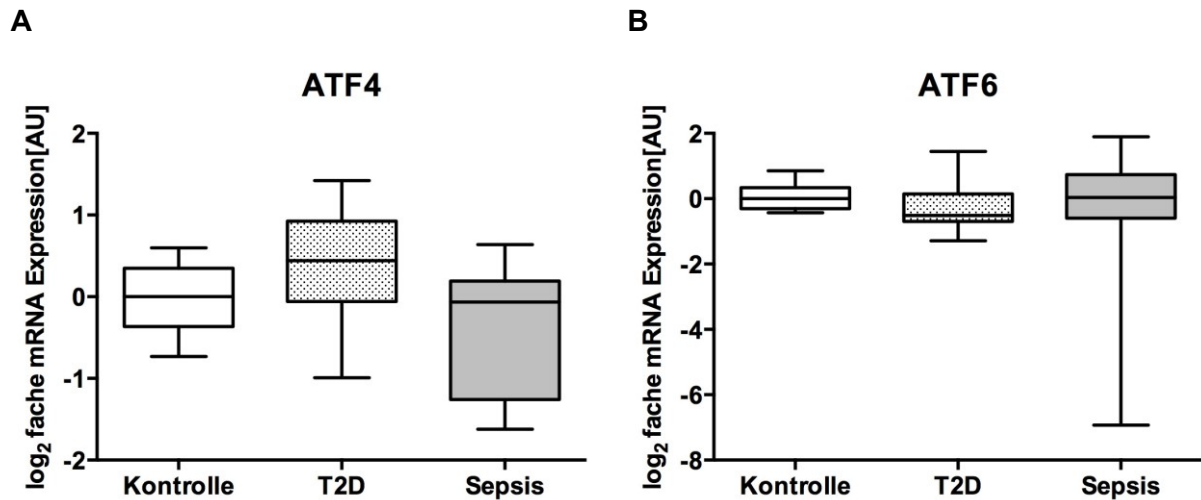 A
ATF4
log₂ fache mRNA Expression[AU]
2
1
0
-1
-2
Kontrolle
T2D
Sepsis
B
ATF6
log₂ fache mRNA Expression[AU]
2
0
-2
-4
-6
-8
Kontrolle
T2D
Sepsis